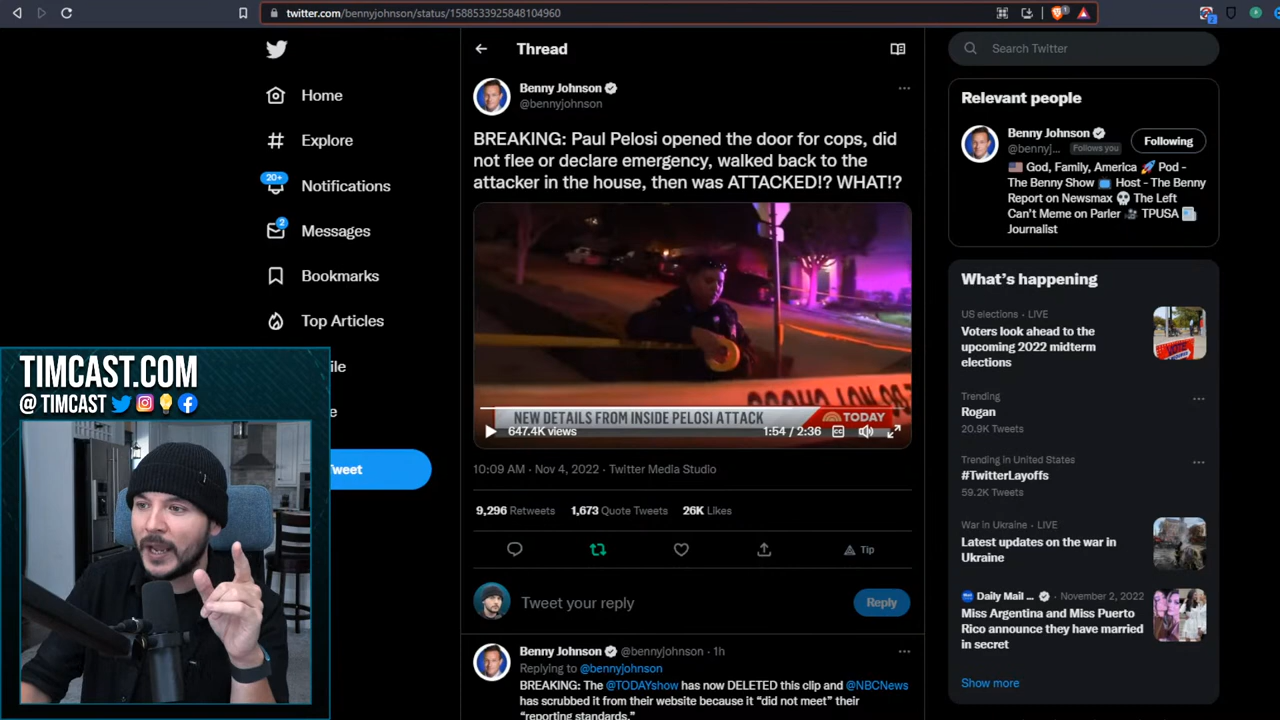 twitter.com/bennyjohnson/status/1588533925848104960
2
1
Home
Explore
20+
Notifications
2
Messages
Bookmarks
Top Articles
ile
e
Tweet
TIMCAST.COM
@ TIMCAST
Thread
Benny Johnson
@bennyjohnson
BREAKING: Paul Pelosi opened the door for cops, did
not flee or declare emergency, walked back to the
attacker in the house, then was ATTACKED!? WHAT!?
NEW DETAILS FROM INSIDE PELOSI ATTACK
TODAY
647.4K views
1:54 / 2:36
10:09 AM · Nov 4, 2022 · Twitter Media Studio
9,296 Retweets 1,673 Quote Tweets 26K Likes
Tip
Tweet your reply
Reply
Benny Johnson @bennyjohnson · 1h
Replying to @bennyjohnson
BREAKING: The @TODAYshow has now DELETED this clip and @NBCNews
has scrubbed it from their website because it “did not meet” their
“reporting standards.”
Search Twitter
Relevant people
Benny Johnson
@bennyj... Follows you
Following
God, Family, America Pod -
The Benny Show Host - The Benny
Report on Newsmax The Left
Can’t Meme on Parler TPUSA
Journalist
What’s happening
US elections · LIVE
Voters look ahead to the
upcoming 2022 midterm
elections
VOTE
Trending
Rogan
20.9K Tweets
Trending in United States
#TwitterLayoffs
59.2K Tweets
War in Ukraine · LIVE
Latest updates on the war in
Ukraine
Daily Mail ... · November 2, 2022
Miss Argentina and Miss Puerto
Rico announce they have married
in secret
Show more